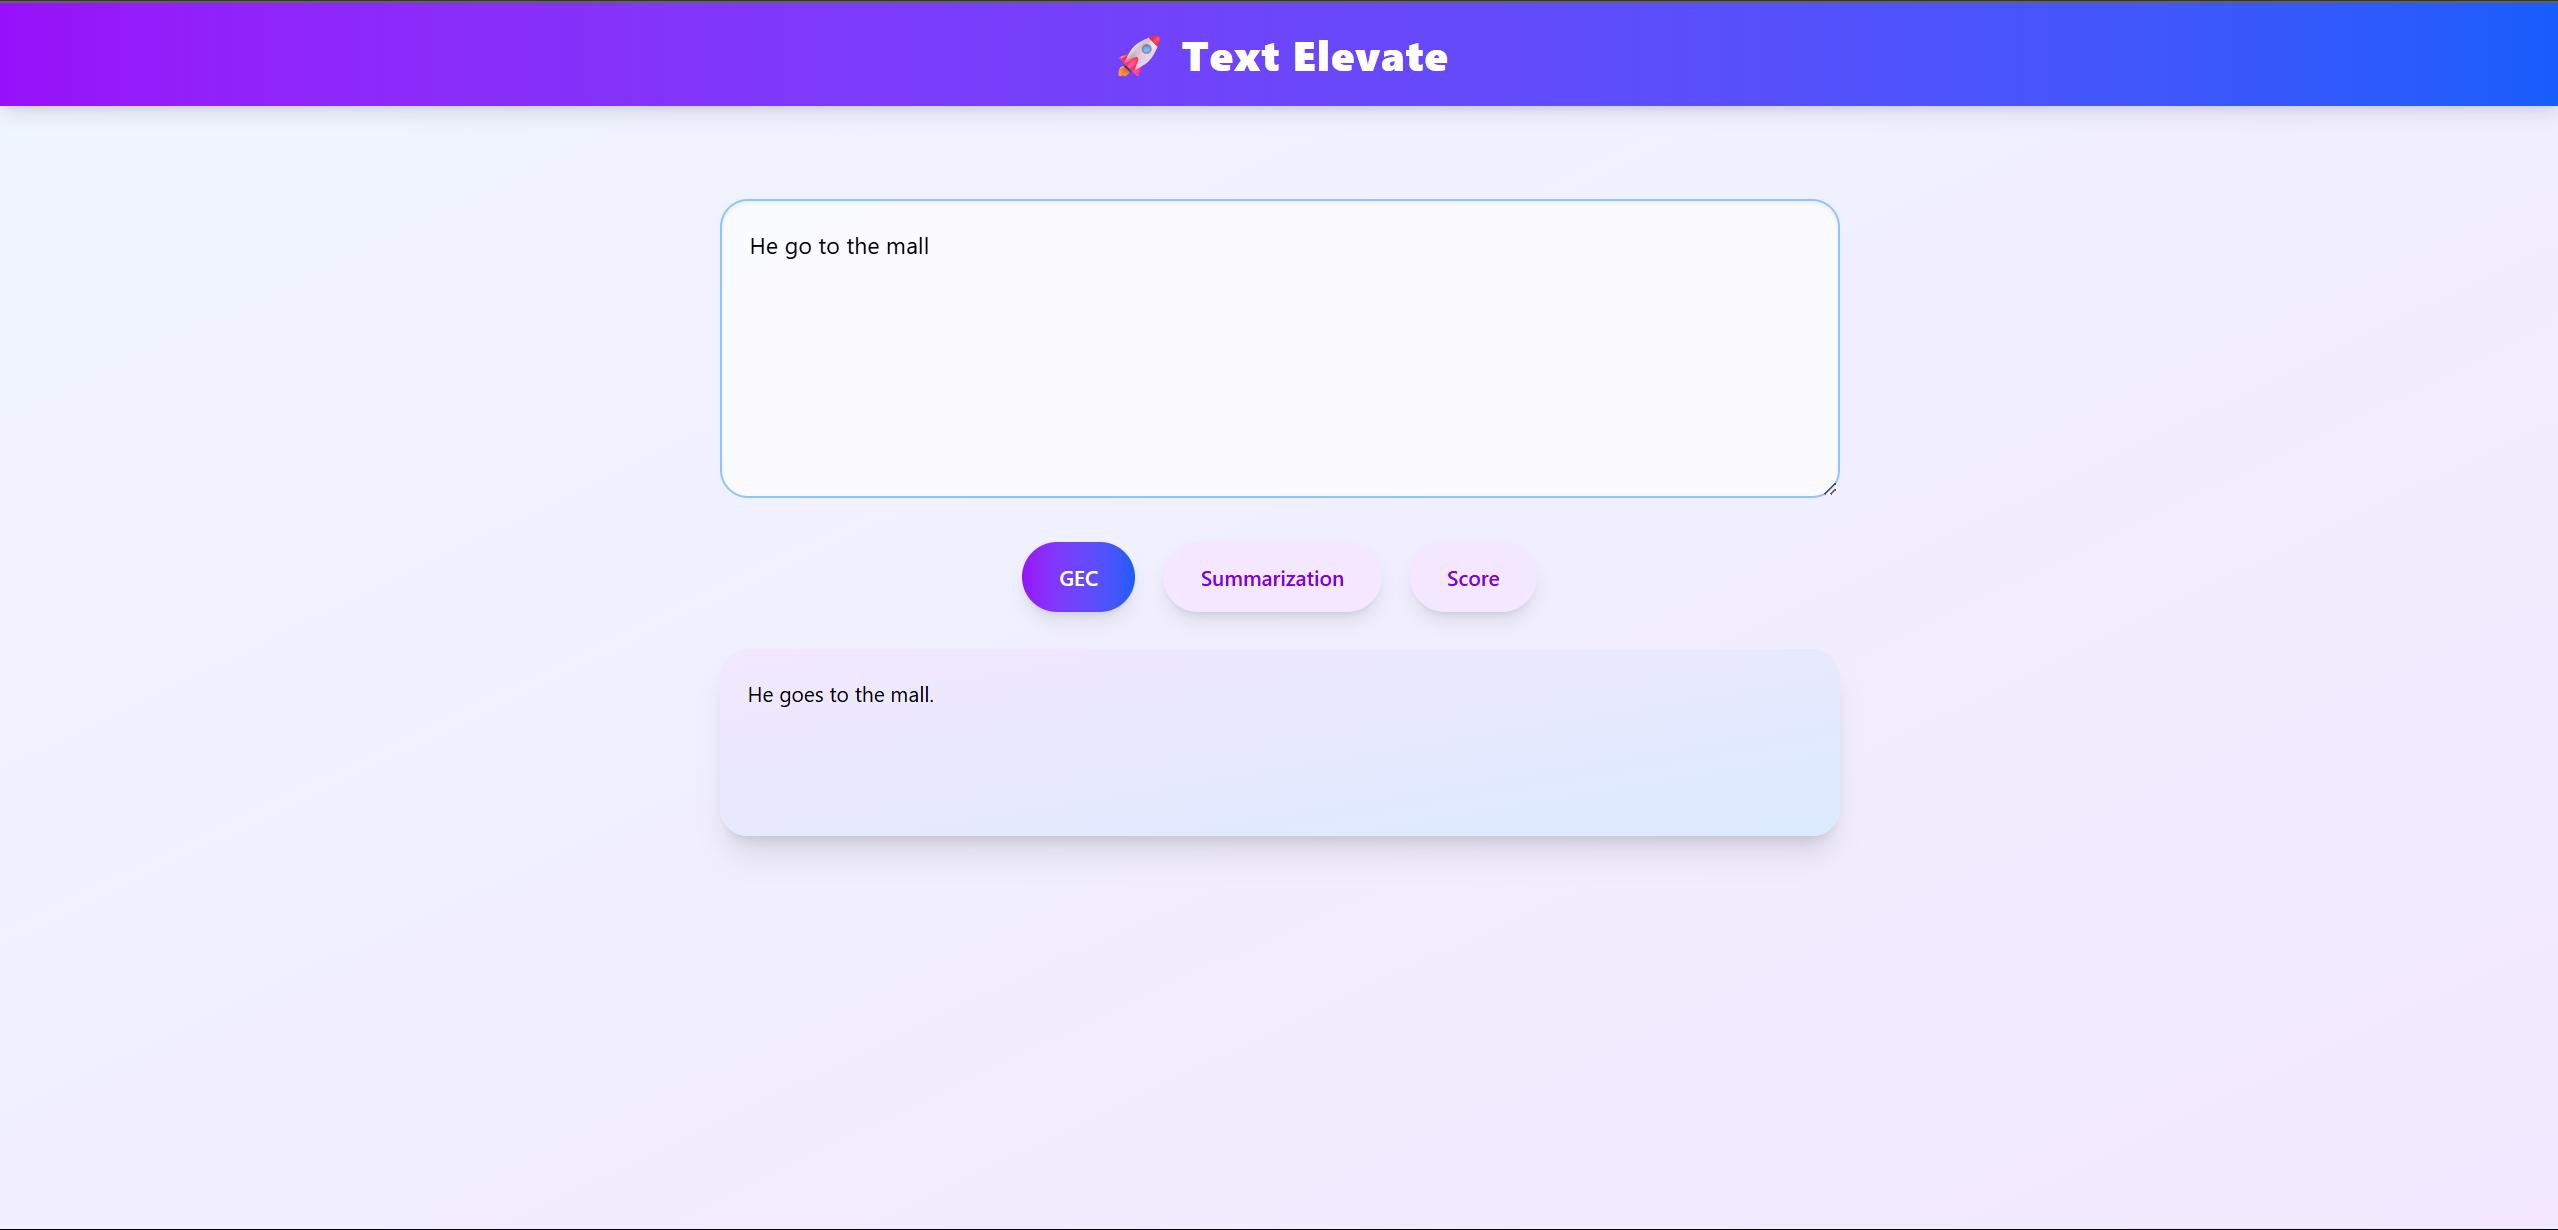 🚀 Text Elevate
He go to the mall
GEC Summarization Score
He goes to the mall.